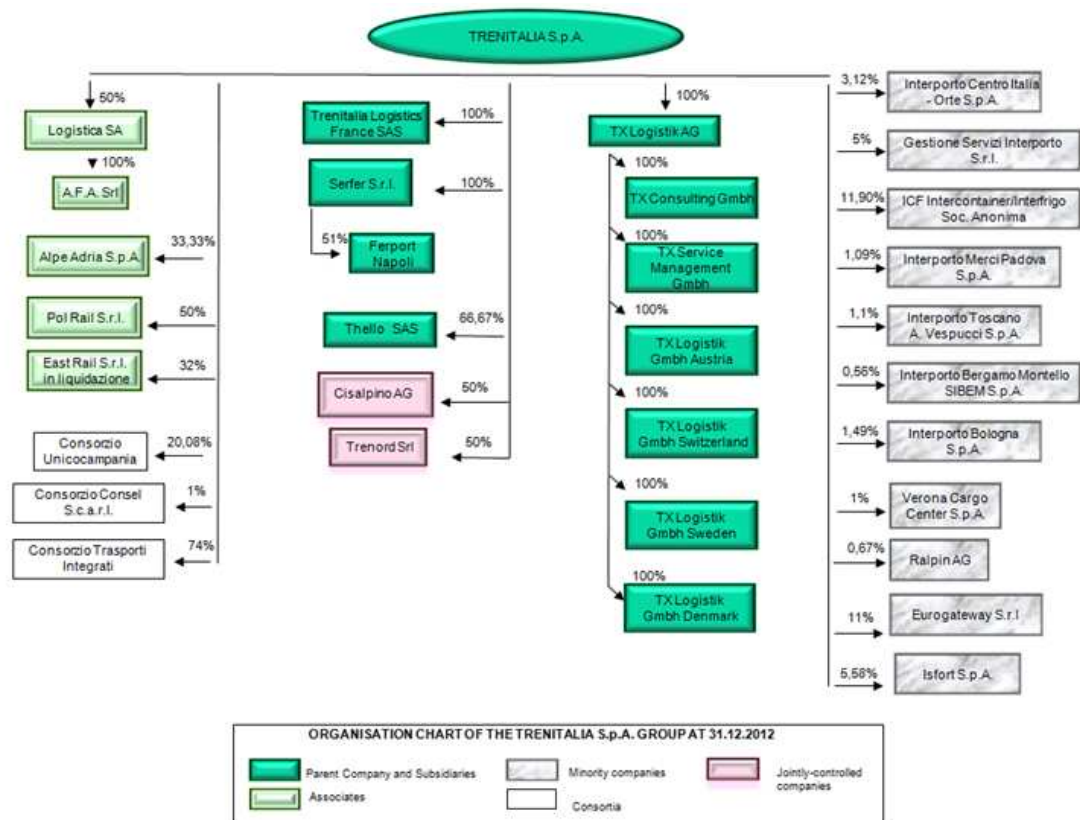 TRENITALIA S.p.A.
50%
Logistica SA
100%
A.F.A. Srl
33,33%
Alpe Adria S.p.A.
50%
Pol Rail S.r.l.
32%
East Rail S.r.l.
in liquidazione
20,08%
Consorzio
Unicocampania
1%
Consorzio Consel
S.c.a.r.l.
74%
Consorzio Trasporti
Integrati
Trenitalia Logistics
France SAS
100%
Serfer S.r.l.
100%
51%
Ferport
Napoli
Thello SAS
66,67%
Cisalpino AG
50%
Trenord Srl
50%
100%
TX Logistik AG
100%
TX Consulting Gmbh
100%
TX Service
Management
Gmbh
100%
TX Logistik
Gmbh Austria
100%
TX Logistik
Gmbh Switzerland
100%
TX Logistik
Gmbh Sweden
100%
TX Logistik
Gmbh Denmark
3,12%
Interporto Centro Italia
- Orte S.p.A.
5%
Gestione Servizi Interporto
S.r.l.
11,90%
ICF Intercontainer/Interfrigo
Soc. Anonima
1,09%
Interporto Merci Padova
S.p.A.
1,1%
Interporto Toscano
A. Vespucci S.p.A.
0,56%
Interporto Bergamo Montello
SIBEM S.p.A.
1,49%
Interporto Bologna
S.p.A.
1%
Verona Cargo
Center S.p.A.
0,67%
Ralpin AG
11%
Eurogateway S.r.l
5,58%
Isfort S.p.A.
ORGANISATION CHART OF THE TRENITALIA S.p.A. GROUP AT 31.12.2012
Parent Company and Subsidiaries
Minority companies
Jointly-controlled
companies
Associates
Consortia